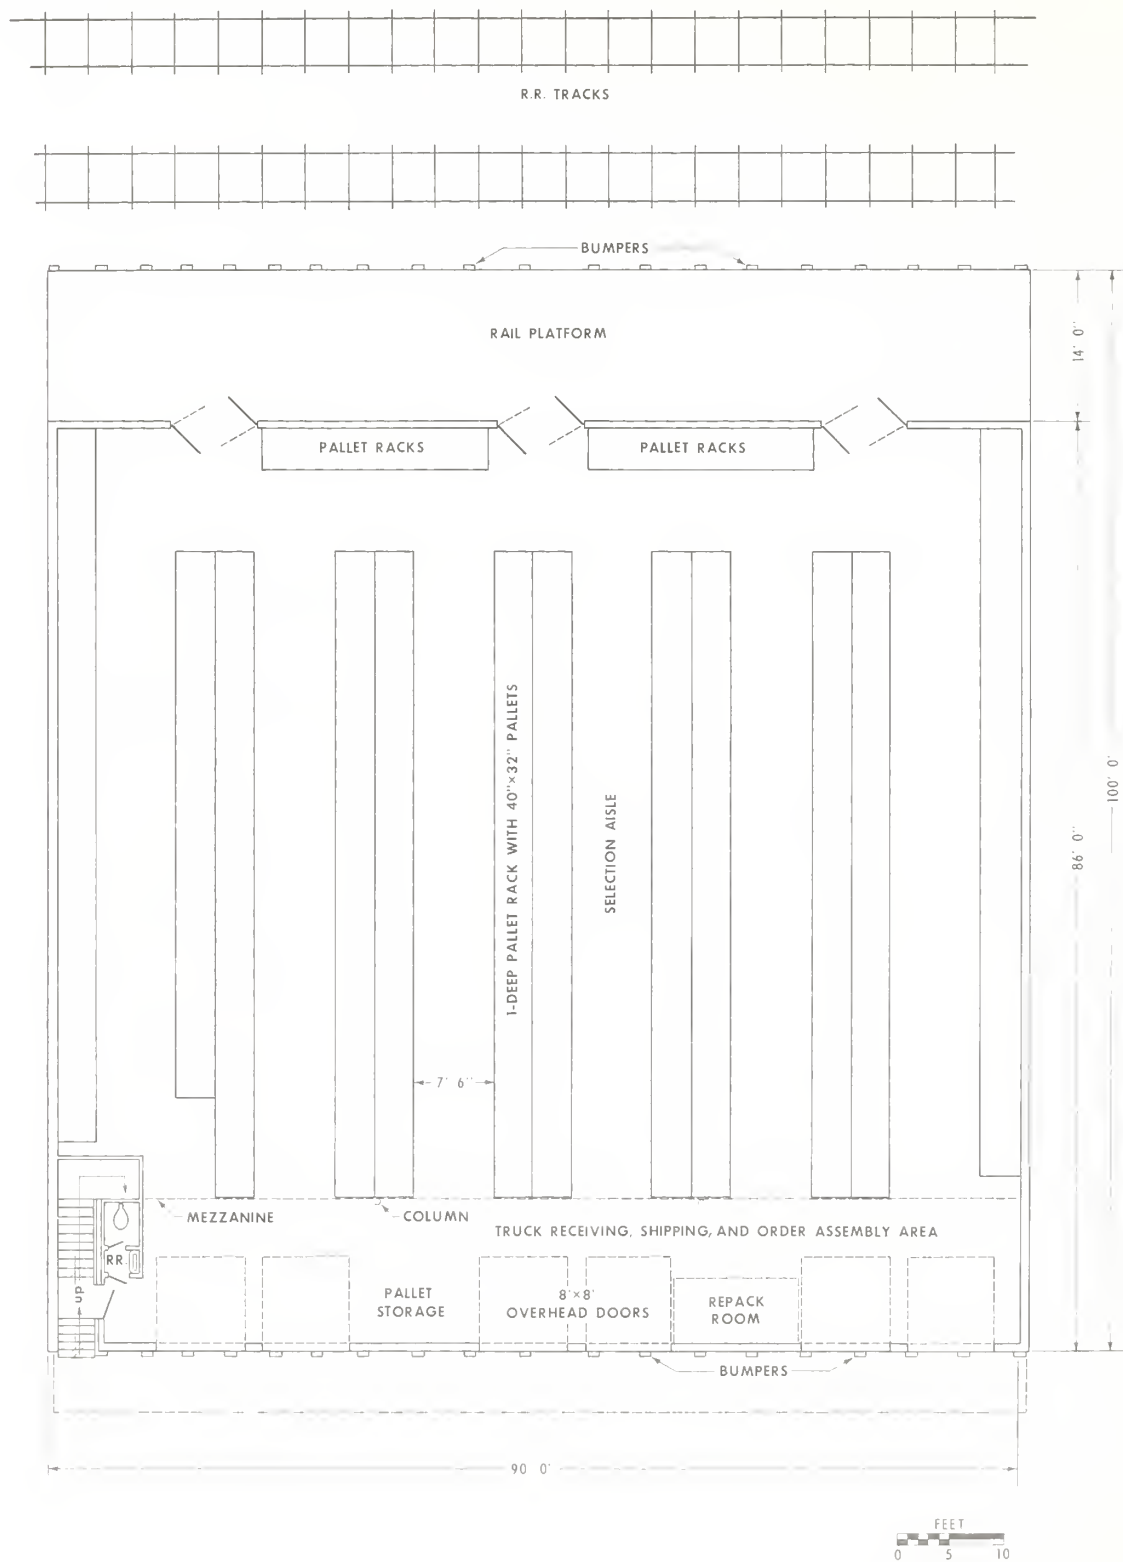 R.R. TRACKS
BUMPERS
RAIL PLATFORM
14' 0"
PALLET RACKS
PALLET RACKS
1-DEEP PALLET RACK WITH 40"×32" PALLETS
SELECTION AISLE
100' 0'
86' 0"
7' 6"
MEZZANINE
COLUMN
TRUCK RECEIVING, SHIPPING, AND ORDER ASSEMBLY AREA
RR
UP
PALLET
STORAGE
8'×8'
OVERHEAD DOORS
REPACK
ROOM
BUMPERS
90 0'
FEET
0 5 10